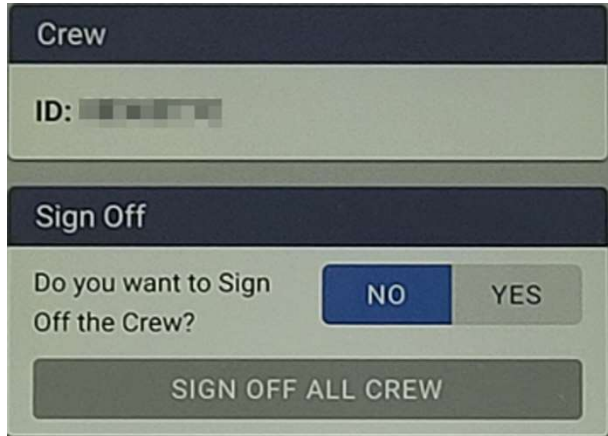 Crew
ID:
Sign Off
Do you want to Sign
Off the Crew?
NO YES
SIGN OFF ALL CREW